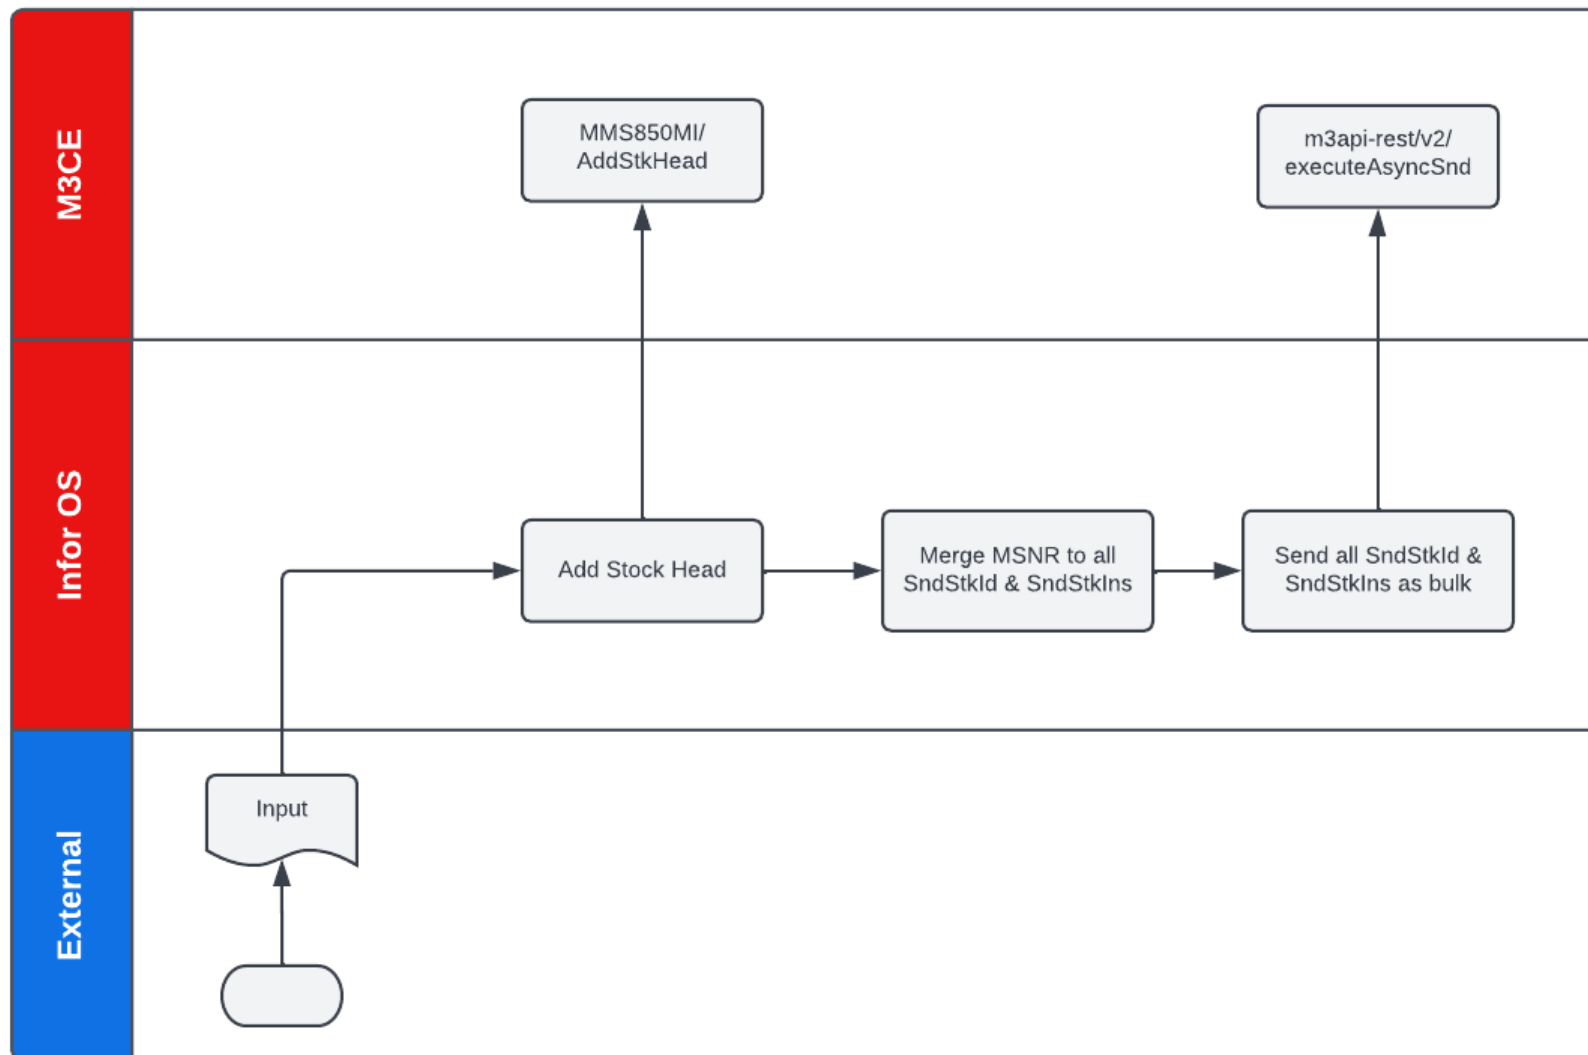 M3CE
MMS850MI/
AddStkHead
m3api-rest/v2/
executeAsyncSnd
Infor OS
Add Stock Head
Merge MSNR to all
SndStkId & SndStkIns
Send all SndStkId &
SndStkIns as bulk
External
Input